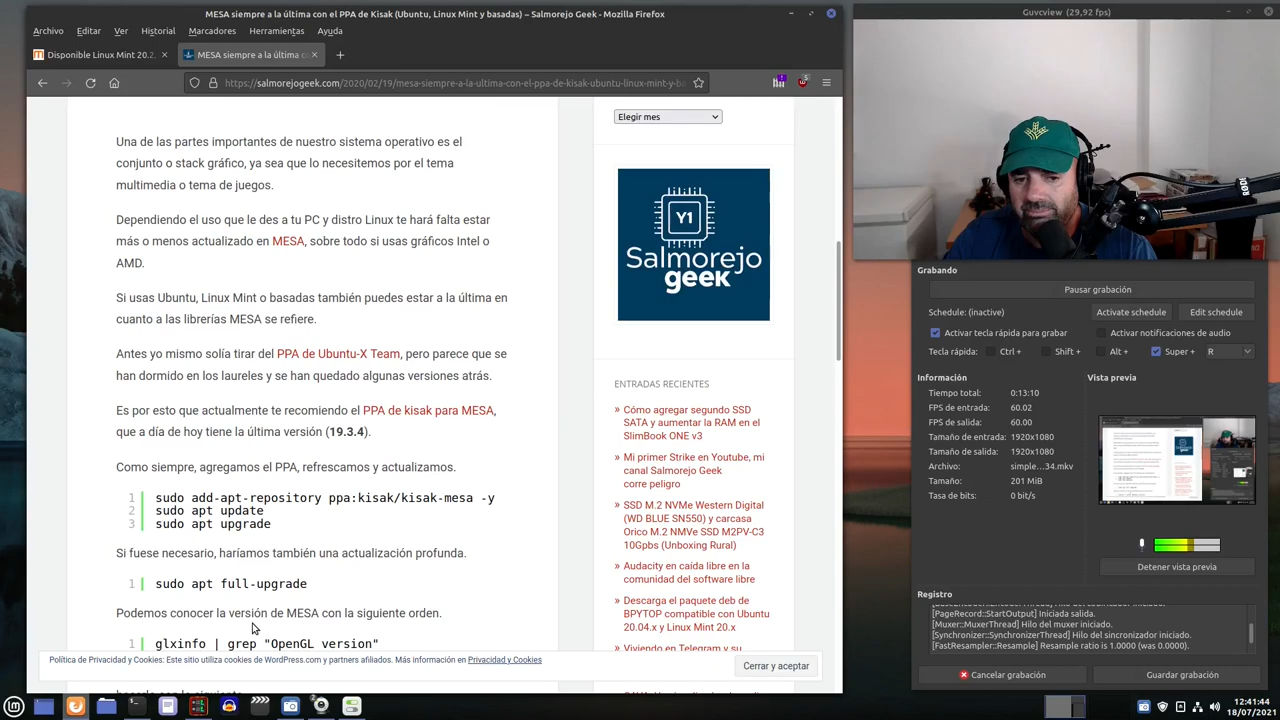 MESA siempre a la última con el PPA de Kisak (Ubuntu, Linux Mint y basadas) – Salmorejo Geek - Mozilla Firefox
Archivo Editar Ver Historial Marcadores Herramientas Ayuda
Disponible Linux Mint 20.2
MESA siempre a la última co
https://salmorejogeek.com/2020/02/19/mesa-siempre-a-la-ultima-con-el-ppa-de-kisak-ubuntu-linux-mint-y-ba
Una de las partes importantes de nuestro sistema operativo es el
conjunto o stack gráfico, ya sea que lo necesitemos por el tema
multimedia o tema de juegos.
Dependiendo el uso que le des a tu PC y distro Linux te hará falta estar
más o menos actualizado en MESA, sobre todo si usas gráficos Intel o
AMD.
Si usas Ubuntu, Linux Mint o basadas también puedes estar a la última en
cuanto a las librerías MESA se refiere.
Antes yo mismo solía tirar del PPA de Ubuntu-X Team, pero parece que se
han dormido en los laureles y se han quedado algunas versiones atrás.
Es por esto que actualmente te recomiendo el PPA de kisak para MESA,
que a día de hoy tiene la última versión (19.3.4).
Como siempre, agregamos el PPA, refrescamos y actualizamos.
1 sudo add-apt-repository ppa:kisak/kisak-mesa -y
2 sudo apt update
3 sudo apt upgrade
Si fuese necesario, haríamos también una actualización profunda.
1 sudo apt full-upgrade
Podemos conocer la versión de MESA con la siguiente orden.
1 glxinfo | grep "OpenGL version"
Política de Privacidad y Cookies: Este sitio utiliza cookies de WordPress.com y partners afiliados. Más información en Privacidad y Cookies
Cerrar y aceptar
Elegir mes
Y1
Salmorejo
geek
ENTRADAS RECIENTES
» Cómo agregar segundo SSD
SATA y aumentar la RAM en el
SlimBook ONE v3
» Mi primer Strike en Youtube, mi
canal Salmorejo Geek
corre peligro
» SSD M.2 NVMe Western Digital
(WD BLUE SN550) y carcasa
Orico M.2 NMVe SSD M2PV-C3
10Gpbs (Unboxing Rural)
» Audacity en caída libre en la
comunidad del software libre
» Descarga el paquete deb de
BPYTOP compatible con Ubuntu
20.04.x y Linux Mint 20.x
» Viviendo en Telegram y su
Guvcview (29,92 fps)
Grabando
Pausar grabación
Schedule: (inactive) Activate schedule Edit schedule
Activar tecla rápida para grabar Activar notificaciones de audio
Tecla rápida: Ctrl + Shift + Alt + Super + R
Información
Tiempo total: 0:13:10
FPS de entrada: 60.02
FPS de salida: 60.00
Tamaño de entrada: 1920x1080
Tamaño de salida: 1920x1080
Archivo: simple...34.mkv
Tamaño: 201 MiB
Tasa de bits: 0 bit/s
Vista previa
Detener vista previa
Registro
[PageRecord::StartOutput] Iniciada salida.
[Muxer::MuxerThread] Hilo del muxer iniciado.
[Synchronizer::SynchronizerThread] Hilo del sincronizador iniciado.
[FastResampler::Resample] Resample ratio is 1.0000 (was 0.0000).
Cancelar grabación Guardar grabación
12:41:44
18/07/2021